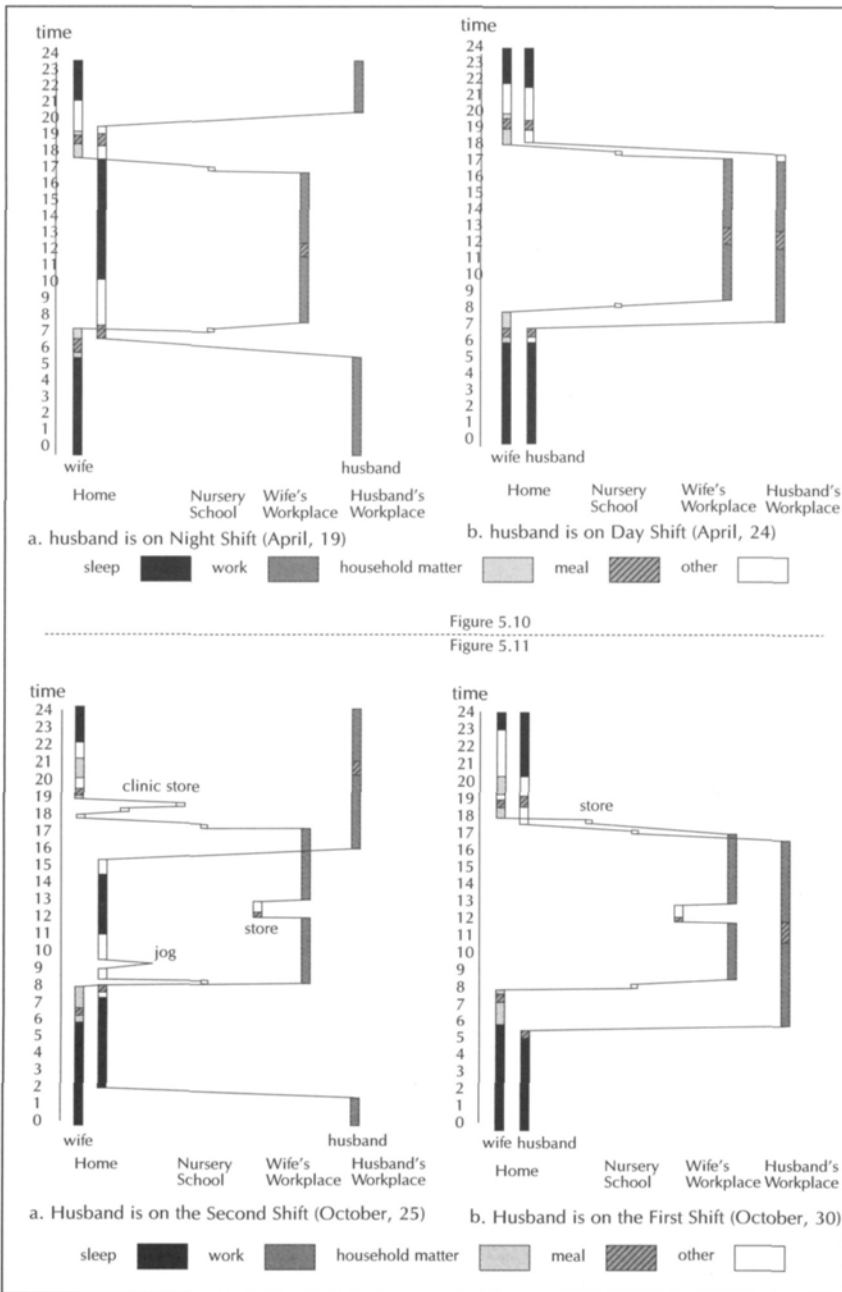 time
24
23
22
21
20
19
18
17
16
15
14
13
12
11
10
9
8
7
6
5
4
3
2
1
0
wife
husband
Home
Nursery School
Wife's Workplace
Husband's Workplace
a. husband is on Night Shift (April, 19)
time
24
23
22
21
20
19
18
17
16
15
14
13
12
11
10
9
8
7
6
5
4
3
2
1
0
wife husband
Home
Nursery School
Wife's Workplace
Husband's Workplace
b. husband is on Day Shift (April, 24)
sleep work household matter meal other
Figure 5.10
Figure 5.11
time
24
23
22
21
20
19
18
17
16
15
14
13
12
11
10
9
8
7
6
5
4
3
2
1
0
clinic store
store
jog
wife
husband
Home
Nursery School
Wife's Workplace
Husband's Workplace
a. Husband is on the Second Shift (October, 25)
time
24
23
22
21
20
19
18
17
16
15
14
13
12
11
10
9
8
7
6
5
4
3
2
1
0
store
wife husband
Home
Nursery School
Wife's Workplace
Husband's Workplace
b. Husband is on the First Shift (October, 30)
sleep work household matter meal other